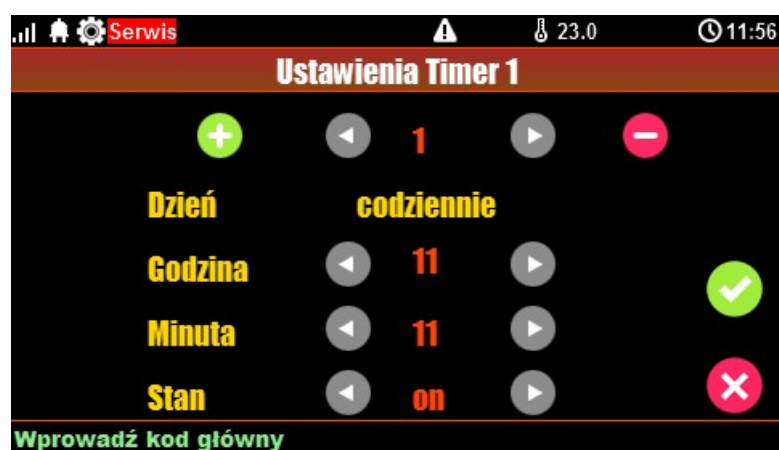 Serwis 23.0 11:56
Ustawienia Timer 1
1
Dzień codziennie
Godzina 11
Minuta 11
Stan on
Wprowadź kod główny